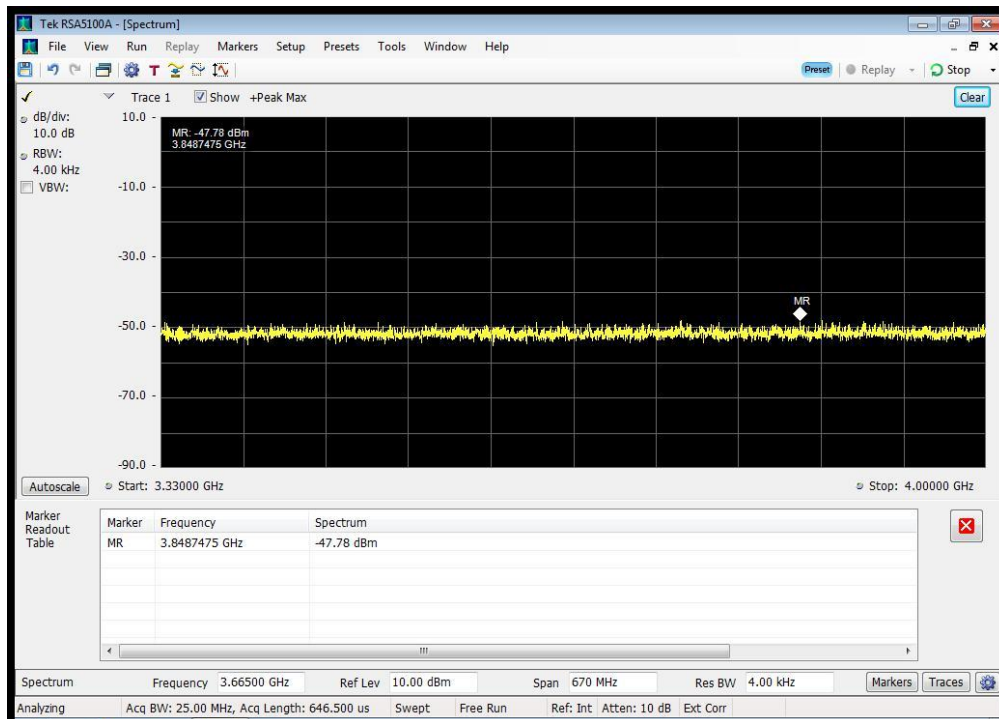 Tek RSA5100A - [Spectrum]
File View Run Replay Markers Setup Presets Tools Window Help
T Preset Replay Stop
Trace 1 Show +Peak Max Clear
dB/div:
10.0 dB
RBW:
4.00 kHz
VBW:
10.0
-10.0
-30.0
-50.0
-70.0
-90.0
MR: -47.78 dBm
3.8487475 GHz
MR
Autoscale Start: 3.33000 GHz Stop: 4.00000 GHz
Marker
Readout
Table
Marker Frequency Spectrum
MR 3.8487475 GHz -47.78 dBm
Spectrum Frequency 3.66500 GHz Ref Lev 10.00 dBm Span 670 MHz Res BW 4.00 kHz Markers Traces
Analyzing Acq BW: 25.00 MHz, Acq Length: 646.500 us Swept Free Run Ref: Int Atten: 10 dB Ext Corr